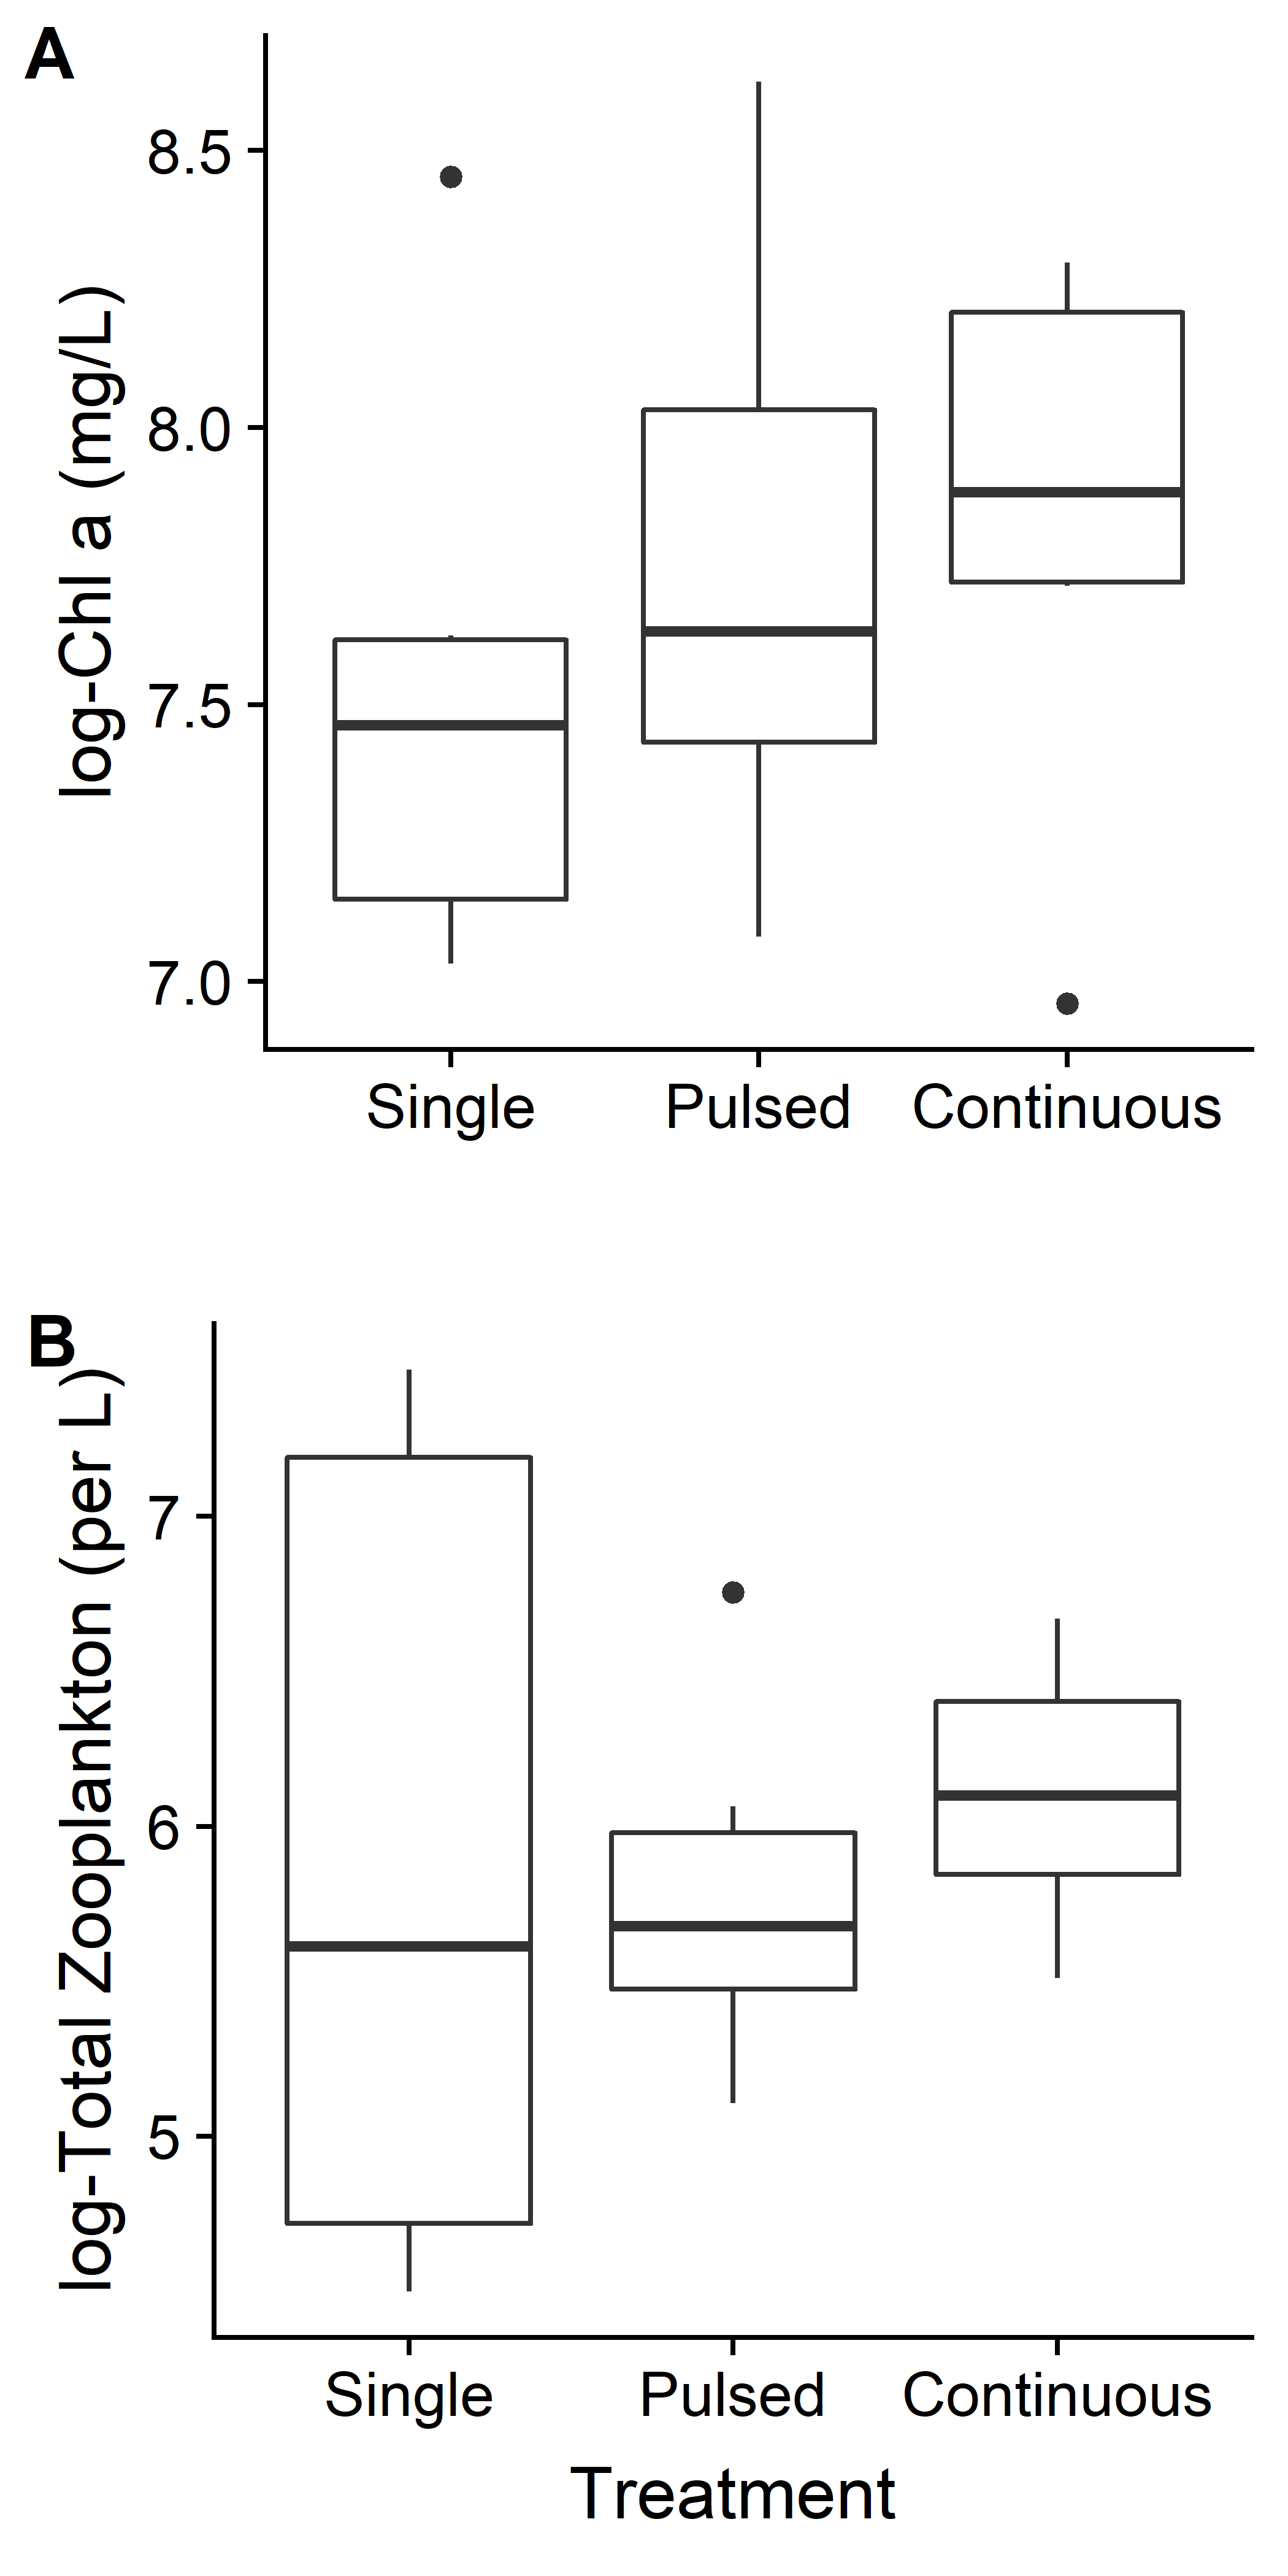 A
log-Chl a (mg/L)
8.5
8.0
7.5
7.0
Single Pulsed Continuous
B
log-Total Zooplankton (per L)
7
6
5
Single Pulsed Continuous
Treatment